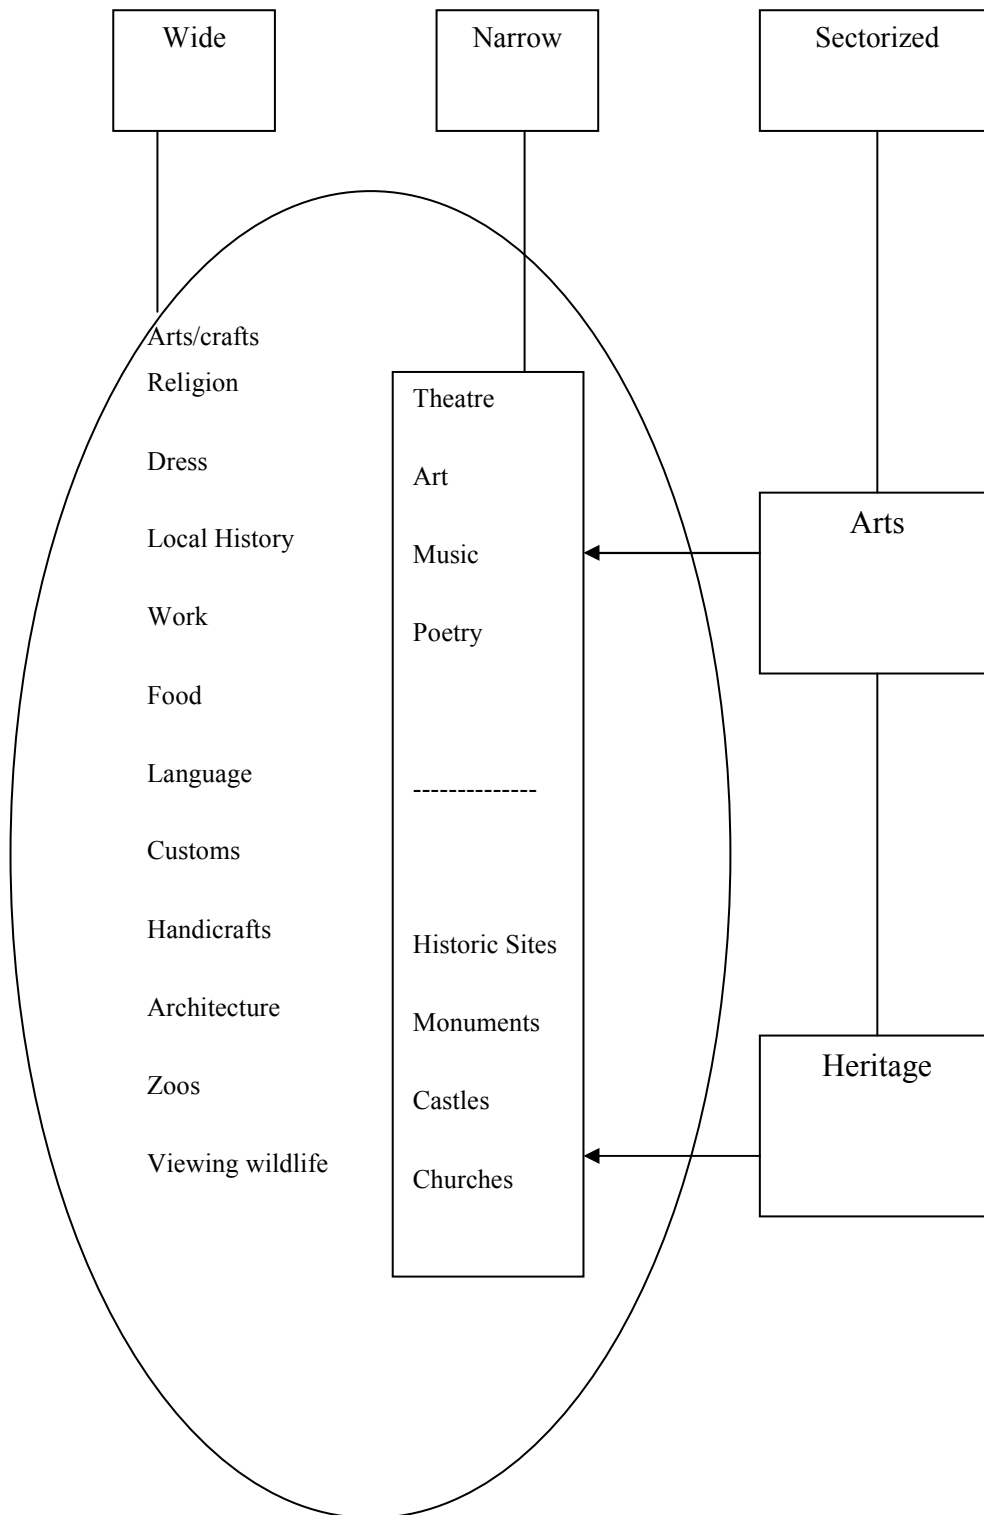 Wide
Narrow
Sectorized
Arts/crafts
Religion
Dress
Local History
Work
Food
Language
Customs
Handicrafts
Architecture
Zoos
Viewing wildlife
Theatre
Art
Music
Poetry
--------------
Historic Sites
Monuments
Castles
Churches
Arts
Heritage